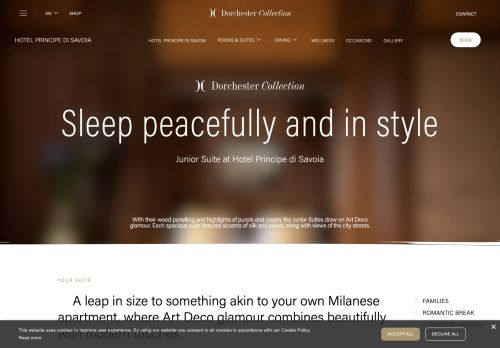 EN
SHOP
Dorchester Collection
CONTACT
HOTEL PRINCIPE DI SAVOIA
HOTEL PRINCIPE DI SAVOIA
ROOMS & SUITES
DINING
WELLNESS
OCCASIONS
GALLERY
BOOK
Dorchester Collection
Sleep peacefully and in style
Junior Suite at Hotel Principe di Savoia
With their wood panelling and highlights of purple and cream, the Junior Suites draw on Art Deco
glamour. Each spacious suite features accents of silk and velvet, along with views of the city streets.
YOUR SUITE
A leap in size to something akin to your own Milanese
apartment, where Art Deco glamour combines beautifully
with modern touches.
FAMILIES
ROMANTIC BREAK
This website uses cookies to improve user experience. By using our website you consent to all cookies in accordance with our Cookie Policy.
Read more
ACCEPT ALL
DECLINE ALL